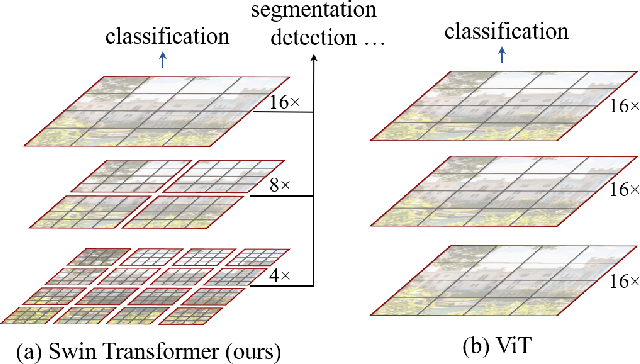 segmentation
classification
detection ...
classification
16×
16×
8×
16×
4×
16×
(a) Swin Transformer (ours)
(b) ViT